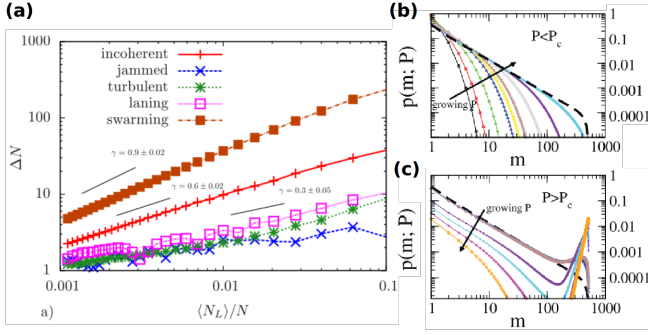 (a)
1000
100
10
1
ΔN
incoherent
jammed
turbulent
laning
swarming
γ = 0.9 ± 0.02
γ = 0.6 ± 0.02
γ = 0.3 ± 0.05
0.001
0.01
0.1
a)
⟨N_L⟩/N
(b)
P<P_c
growing P
p(m; P)
1
0.1
0.01
0.001
0.0001
1
10
100
1000
m
(c)
P>P_c
growing P
p(m; P)
1
0.1
0.01
0.001
0.0001
1
10
100
1000
m